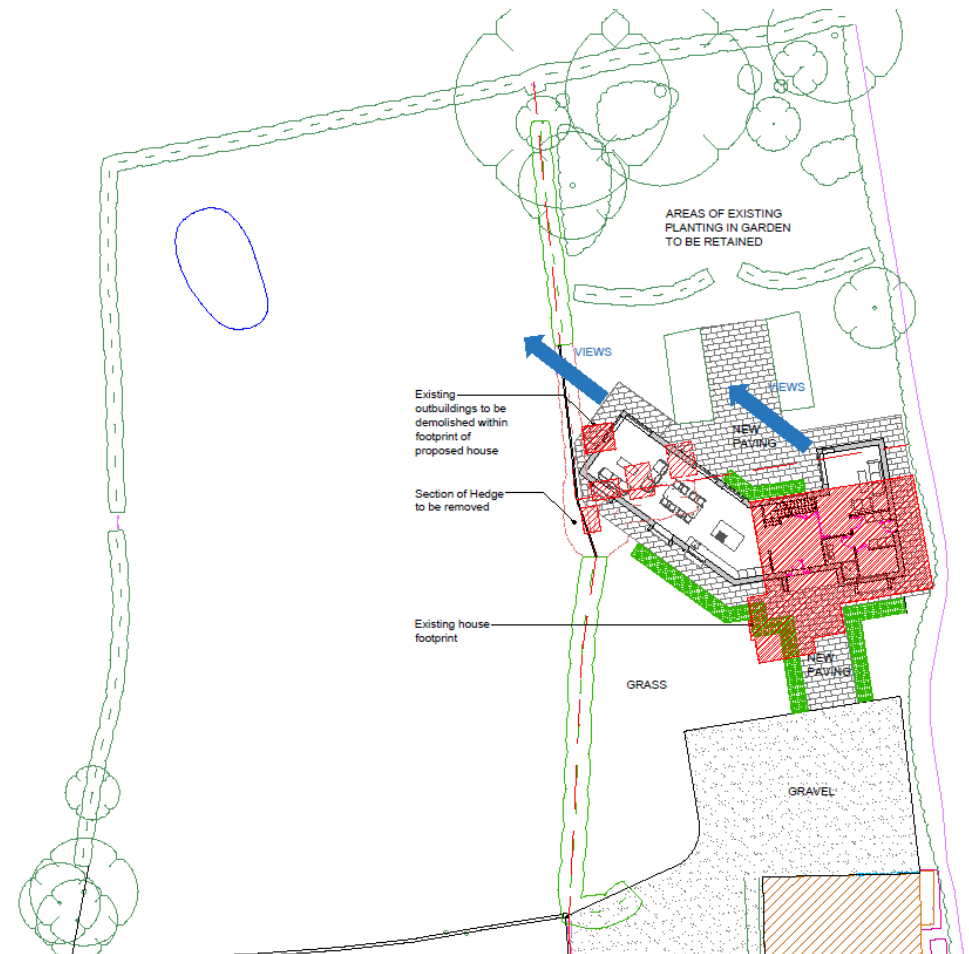 AREAS OF EXISTING
PLANTING IN GARDEN
TO BE RETAINED
VIEWS
VIEWS
Existing
outbuildings to be
demolished within
footprint of
proposed house
NEW
PAVING
Section of Hedge
to be removed
Existing house
footprint
NEW
PAVING
GRASS
GRAVEL